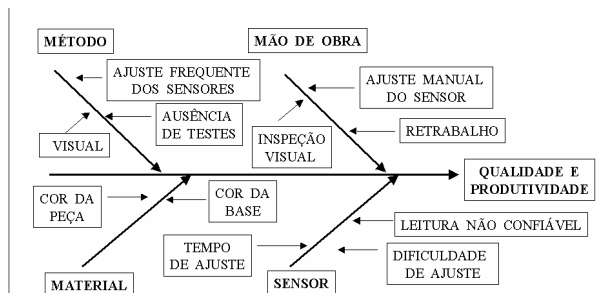 MÉTODO
MÃO DE OBRA
AJUSTE FREQUENTE
DOS SENSORES
AJUSTE MANUAL
DO SENSOR
AUSÊNCIA
DE TESTES
VISUAL
INSPEÇÃO
VISUAL
RETRABALHO
QUALIDADE E
PRODUTIVIDADE
COR DA
PEÇA
COR DA
BASE
LEITURA NÃO CONFIÁVEL
TEMPO
DE AJUSTE
DIFICULDADE
DE AJUSTE
MATERIAL
SENSOR